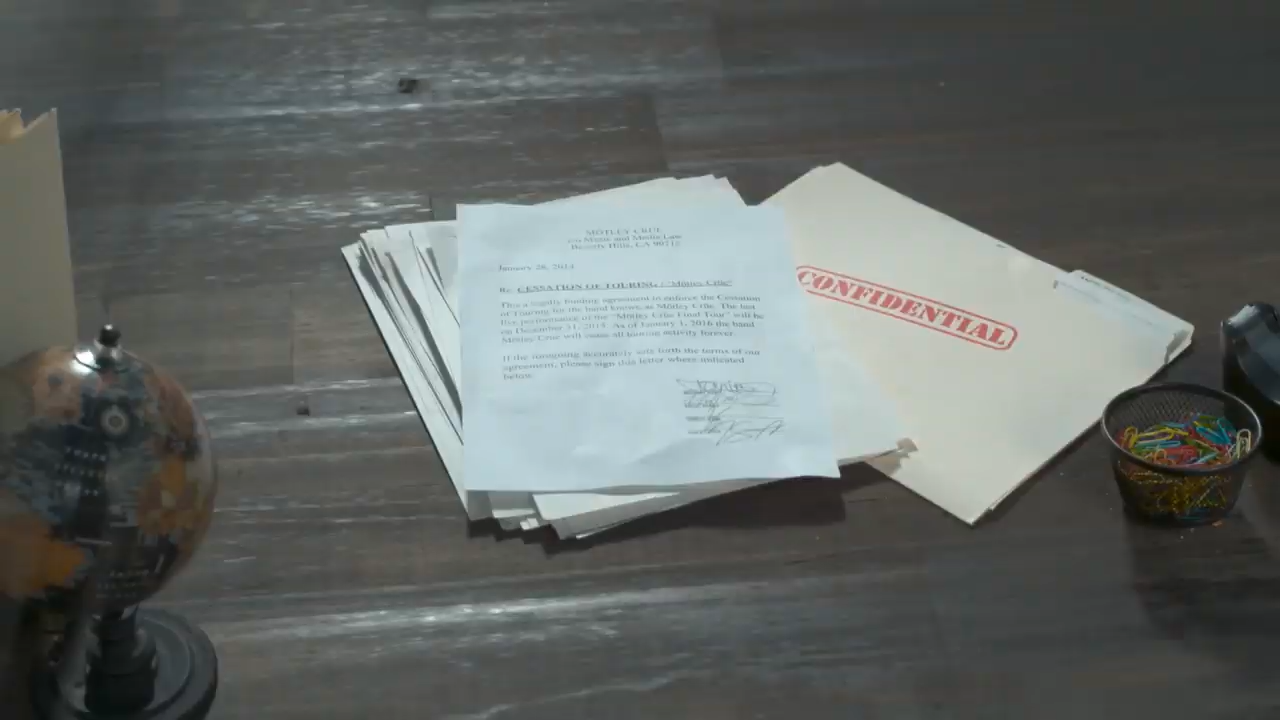 MÖTLEY CRÜE
c/o Music and Media Law
Beverly Hills, CA 90212
January 28, 2014
Re: CESSATION OF TOURING / "Mötley Crüe"
This a legally binding agreement to enforce the Cessation
of Touring for the band known as Mötley Crüe. The last
live performance of the "Mötley Crüe Final Tour" will be
on December 31, 2015. As of January 1, 2016 the band
Mötley Crüe will cease all touring activity forever.
If the foregoing accurately sets forth the terms of our
agreement, please sign this letter where indicated
below.
CONFIDENTIAL